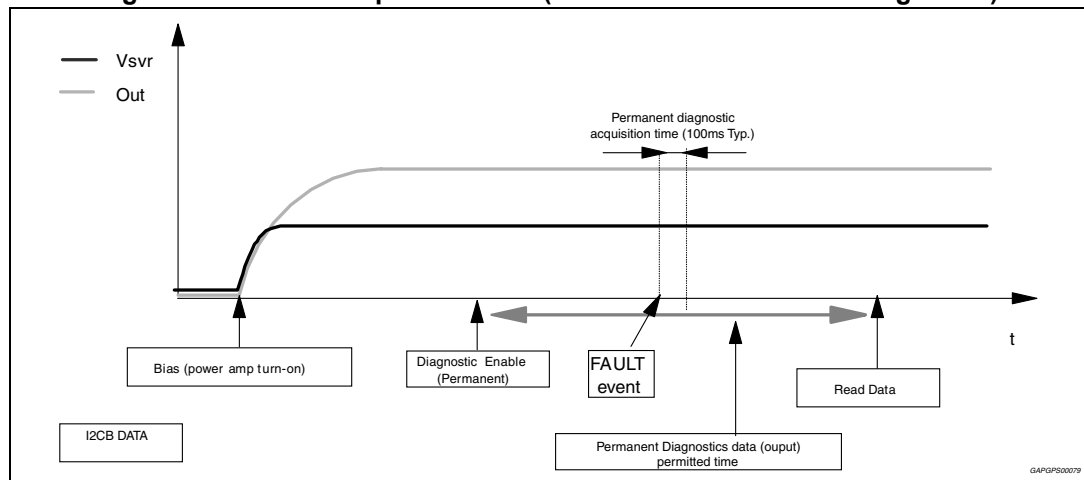 Vsvr
Out
Permanent diagnostic
acquisition time (100ms Typ.)
t
Bias (power amp turn-on)
Diagnostic Enable
(Permanent)
FAULT
event
Read Data
Permanent Diagnostics data (ouput)
permitted time
I2CB DATA
GAPGPS00079